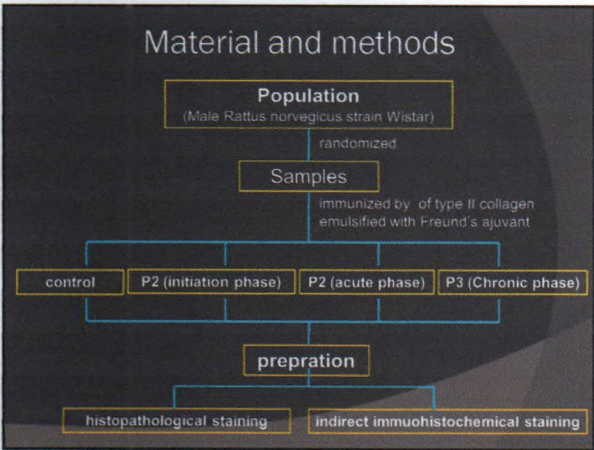 Material and methods
Population
(Male Rattus norvegicus strain Wistar)
randomized
Samples
immunized by of type II collagen
emulsified with Freund's ajuvant
control
P2 (initiation phase)
P2 (acute phase)
P3 (Chronic phase)
prepration
histopathological staining
indirect immuohistochemical staining